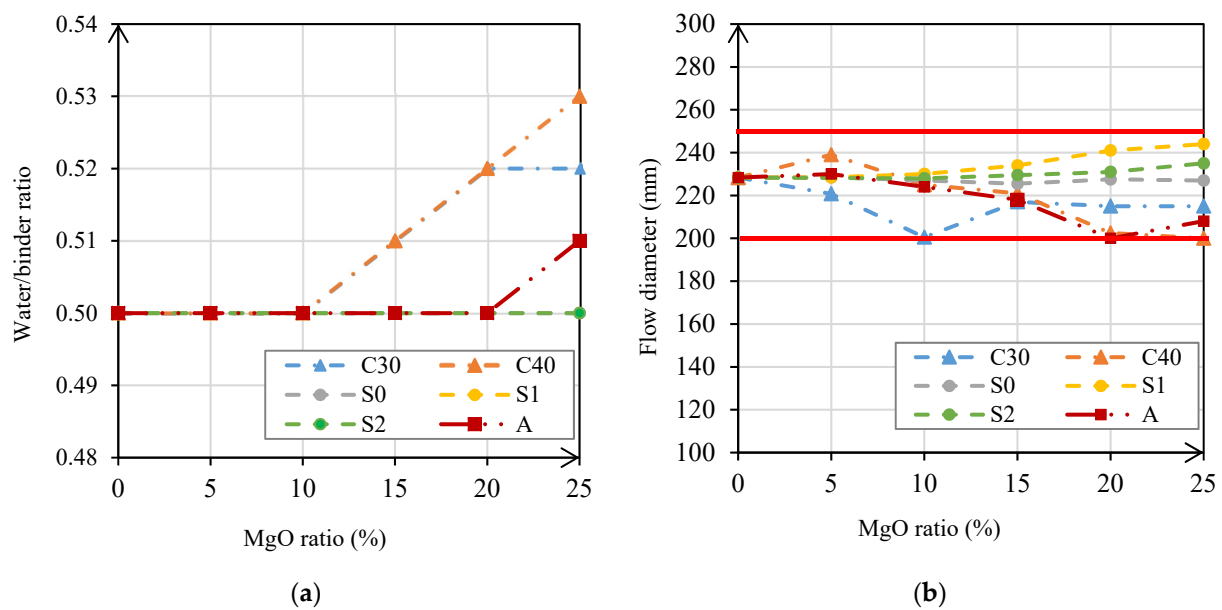 0.54
0.53
0.52
0.51
0.50
0.49
0.48
Water/binder ratio
C30 C40
S0 S1
S2 A
0 5 10 15 20 25
MgO ratio (%)
(a)
300
280
260
240
220
200
180
160
140
120
100
Flow diameter (mm)
C30 C40
S0 S1
S2 A
0 5 10 15 20 25
MgO ratio (%)
(b)